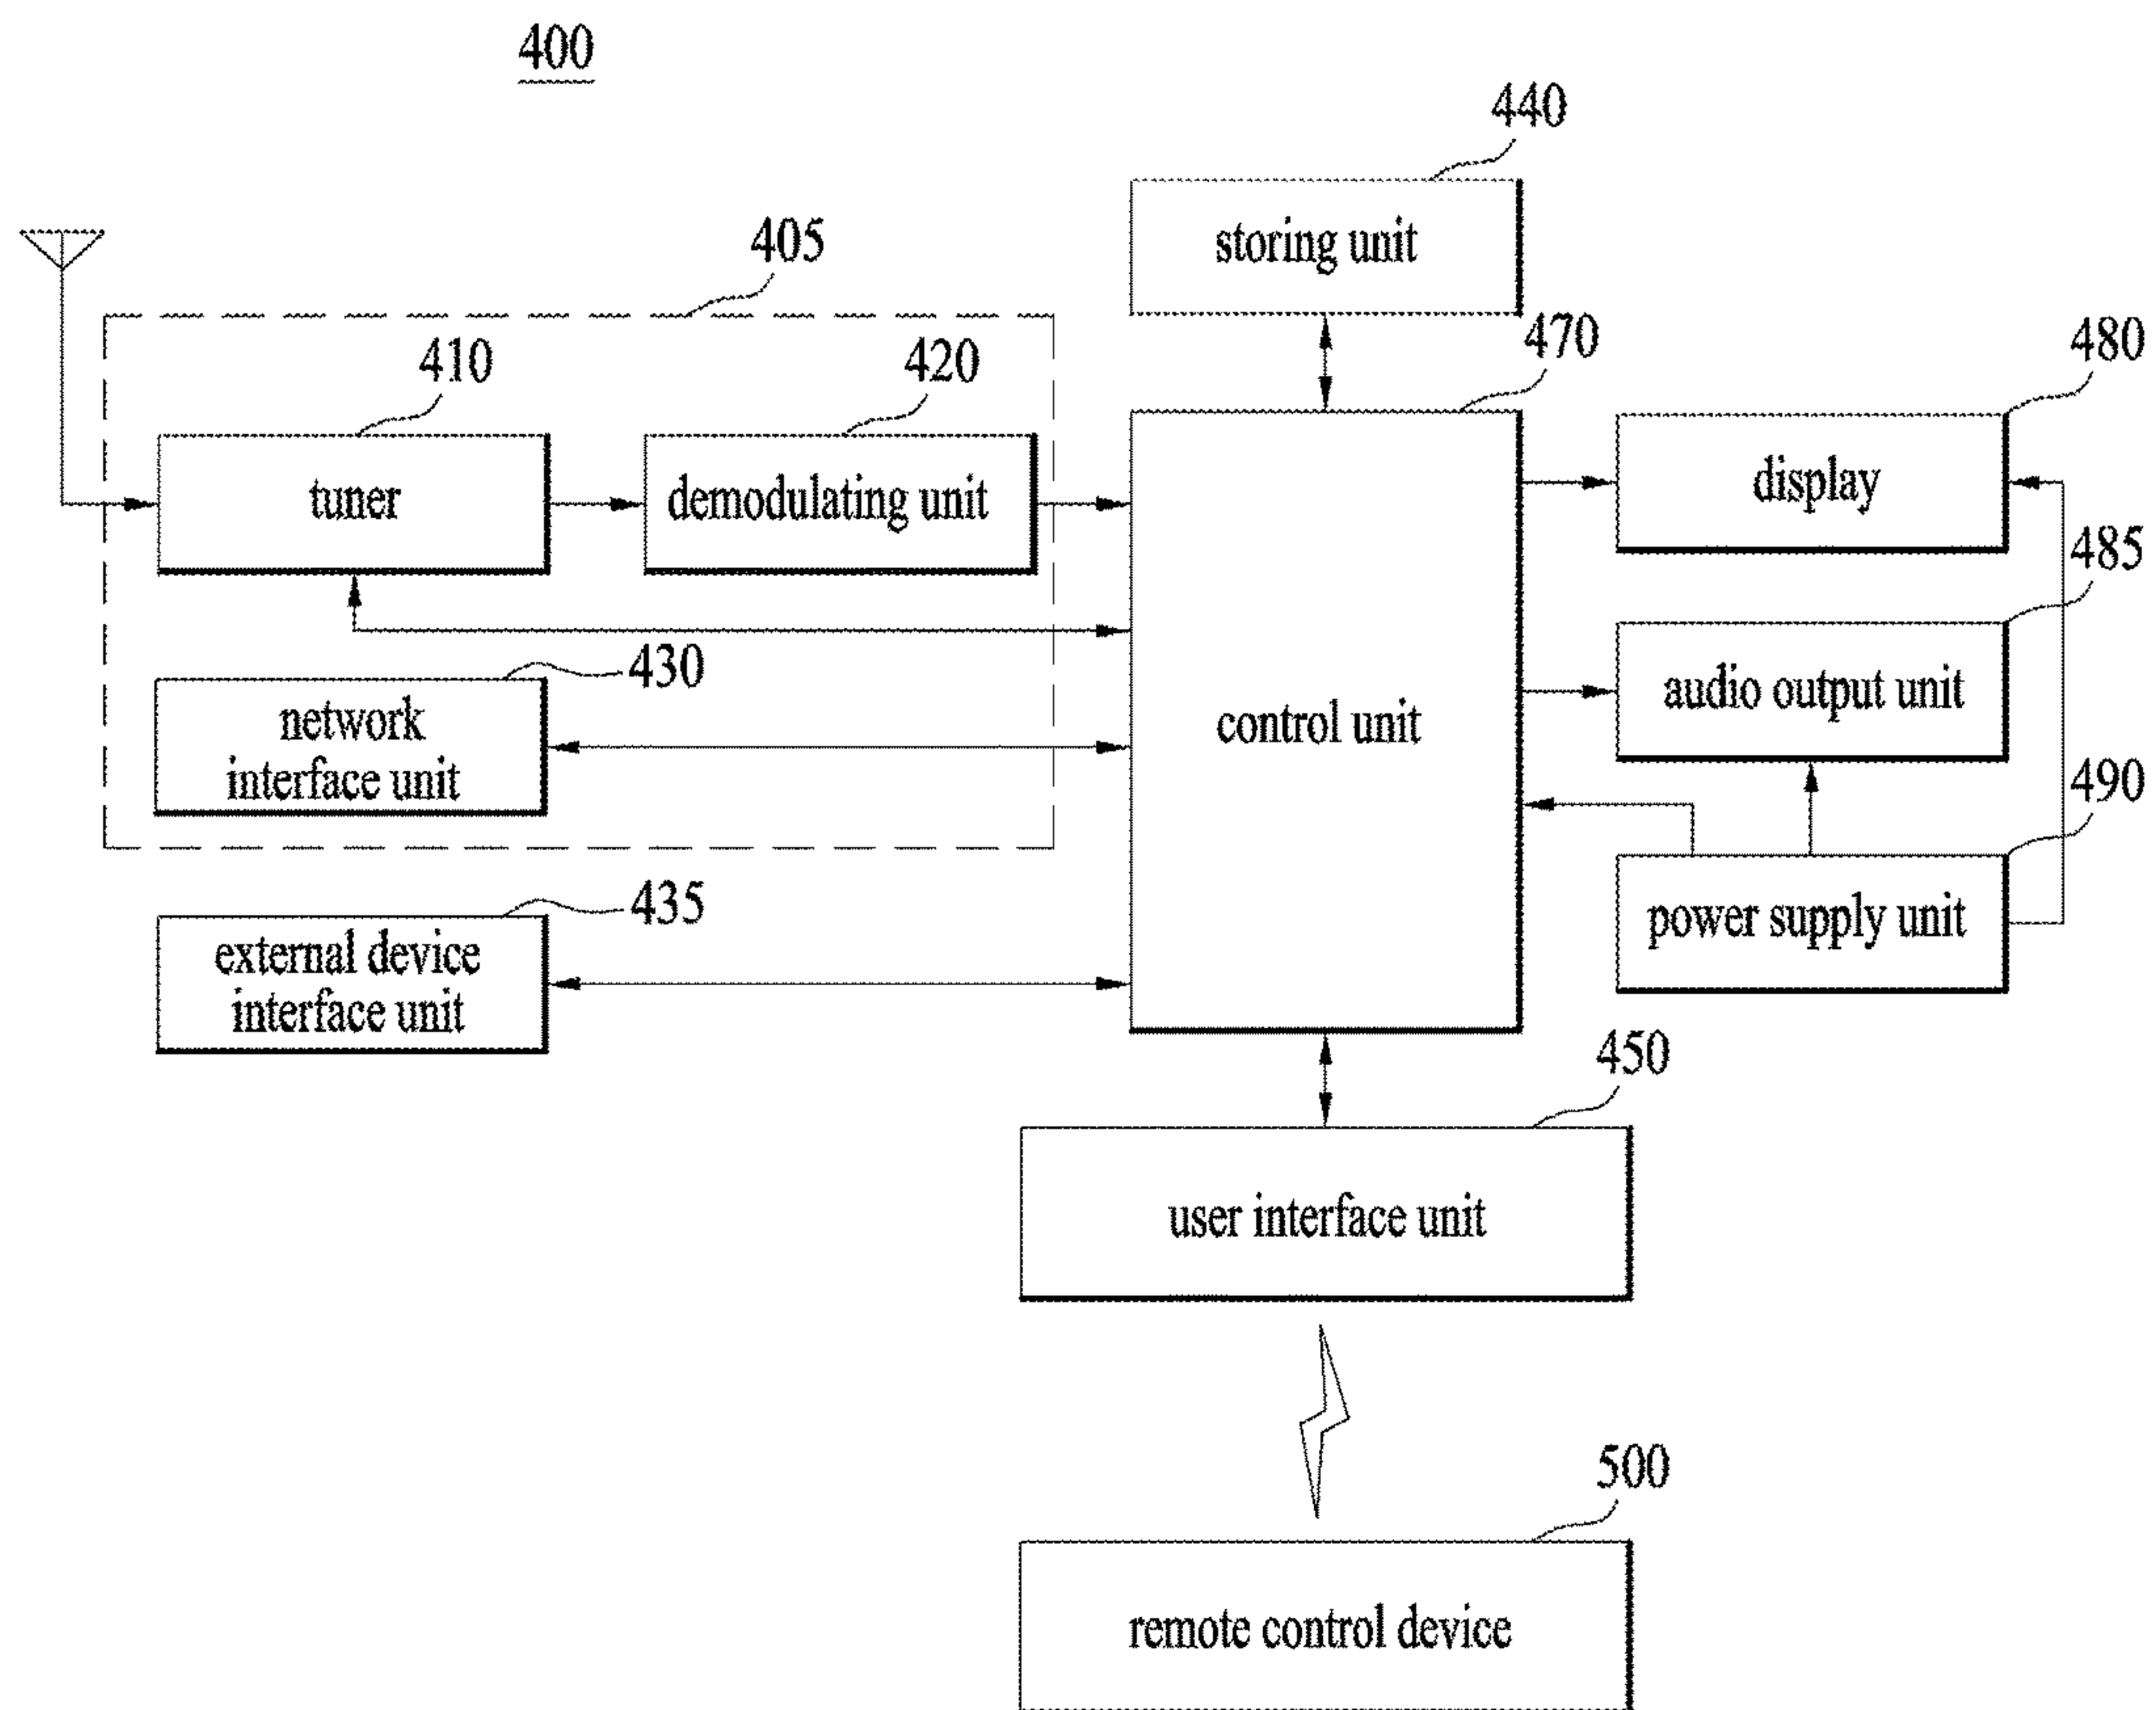 400
440
storing unit
405
470
480
410
420
tuner
demodulating unit
display
485
430
network
interface unit
control unit
audio output unit
490
435
external device
interface unit
power supply unit
450
user interface unit
500
remote control device